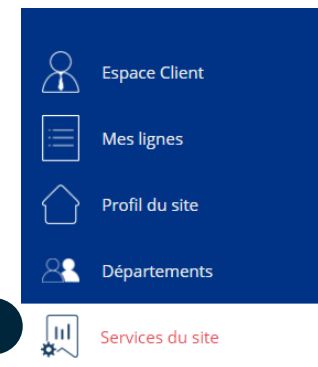 Espace Client
Mes lignes
Profil du site
Départements
Services du site